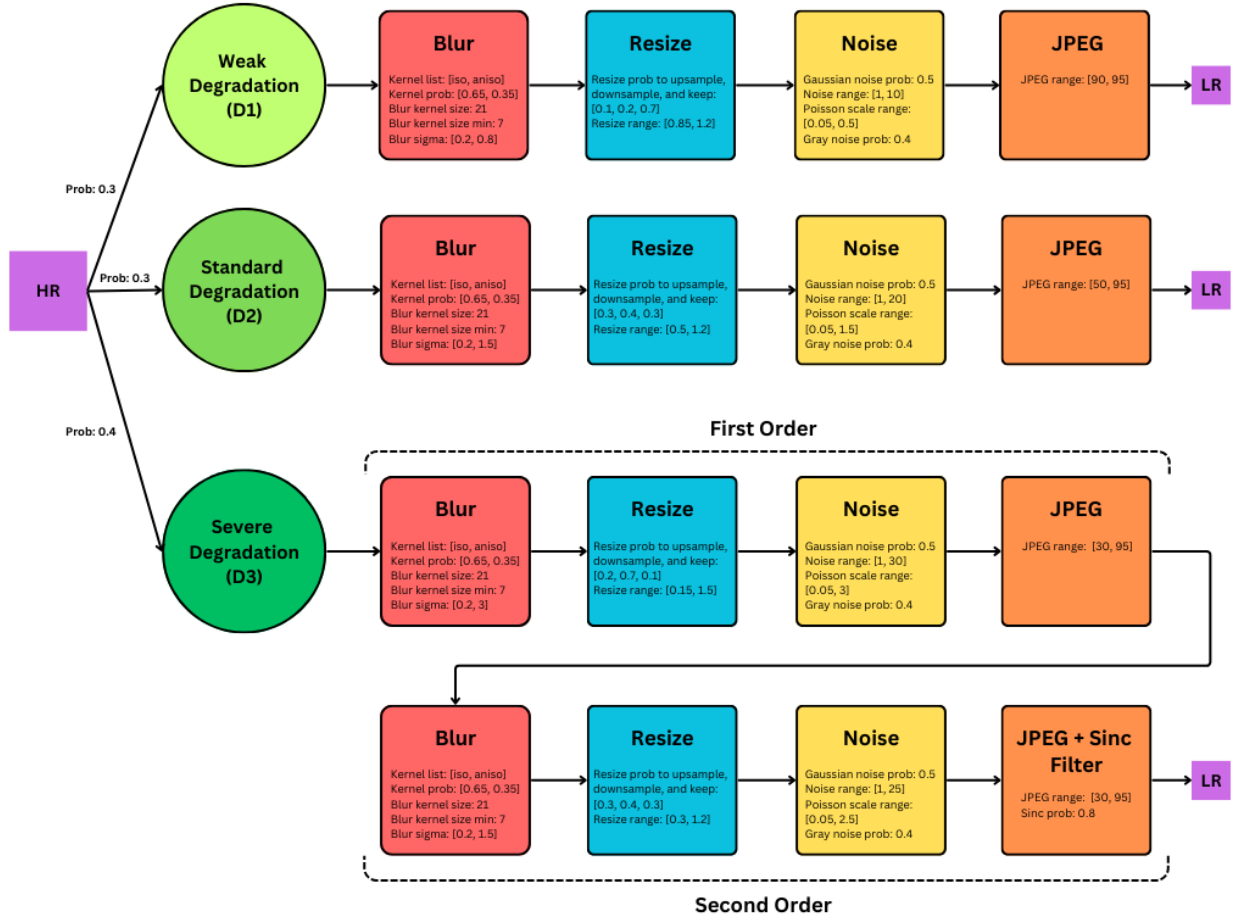 HR
Prob: 0.3
Prob: 0.3
Prob: 0.4
Weak
Degradation
(D1)
Blur
Kernel list: [iso, aniso]
Kernel prob: [0.65, 0.35]
Blur kernel size: 21
Blur kernel size min: 7
Blur sigma: [0.2, 0.8]
Resize
Resize prob to upsample,
downsample, and keep:
[0.1, 0.2, 0.7]
Resize range: [0.85, 1.2]
Noise
Gaussian noise prob: 0.5
Noise range: [1, 10]
Poisson scale range:
[0.05, 0.5]
Gray noise prob: 0.4
JPEG
JPEG range: [90, 95]
LR
Standard
Degradation
(D2)
Blur
Kernel list: [iso, aniso]
Kernel prob: [0.65, 0.35]
Blur kernel size: 21
Blur kernel size min: 7
Blur sigma: [0.2, 1.5]
Resize
Resize prob to upsample,
downsample, and keep:
[0.3, 0.4, 0.3]
Resize range: [0.5, 1.2]
Noise
Gaussian noise prob: 0.5
Noise range: [1, 20]
Poisson scale range:
[0.05, 1.5]
Gray noise prob: 0.4
JPEG
JPEG range: [50, 95]
LR
First Order
Severe
Degradation
(D3)
Blur
Kernel list: [iso, aniso]
Kernel prob: [0.65, 0.35]
Blur kernel size: 21
Blur kernel size min: 7
Blur sigma: [0.2, 3]
Resize
Resize prob to upsample,
downsample, and keep:
[0.2, 0.7, 0.1]
Resize range: [0.15, 1.5]
Noise
Gaussian noise prob: 0.5
Noise range: [1, 30]
Poisson scale range:
[0.05, 3]
Gray noise prob: 0.4
JPEG
JPEG range: [30, 95]
Blur
Kernel list: [iso, aniso]
Kernel prob: [0.65, 0.35]
Blur kernel size: 21
Blur kernel size min: 7
Blur sigma: [0.2, 1.5]
Resize
Resize prob to upsample,
downsample, and keep:
[0.3, 0.4, 0.3]
Resize range: [0.3, 1.2]
Noise
Gaussian noise prob: 0.5
Noise range: [1, 25]
Poisson scale range:
[0.05, 2.5]
Gray noise prob: 0.4
JPEG + Sinc
Filter
JPEG range: [30, 95]
Sinc prob: 0.8
LR
Second Order